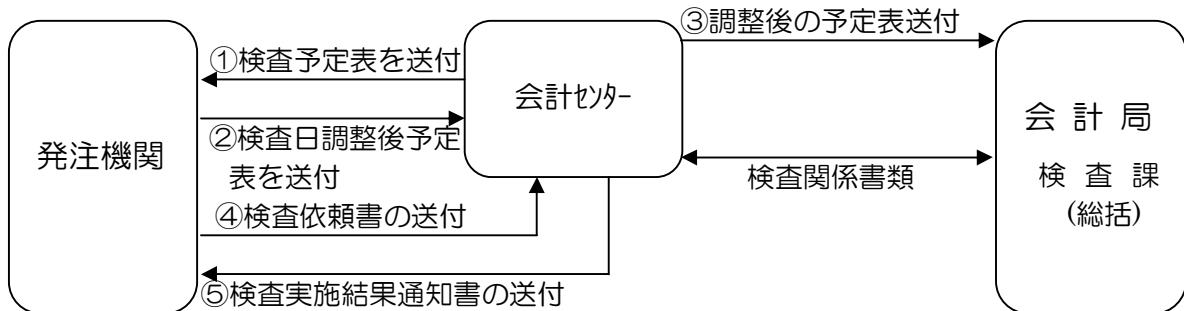 ③調整後の予定表送付
①検査予定表を送付
会計ｾﾝﾀｰ
発注機関
②検査日調整後予定
表を送付
会計局
検査課
(総括)
検査関係書類
④検査依頼書の送付
⑤検査実施結果通知書の送付